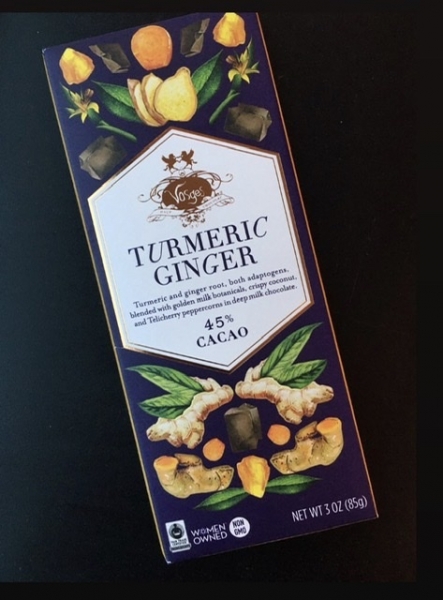 Vosges
TURMERIC
GINGER
Turmeric and ginger root, both adaptogens,
blended with golden milk botanicals, crispy coconut,
and Tellicherry peppercorns in deep milk chocolate.
45%
CACAO
NET WT 3 OZ (85g)
WOMEN
OWNED
NON
GMO